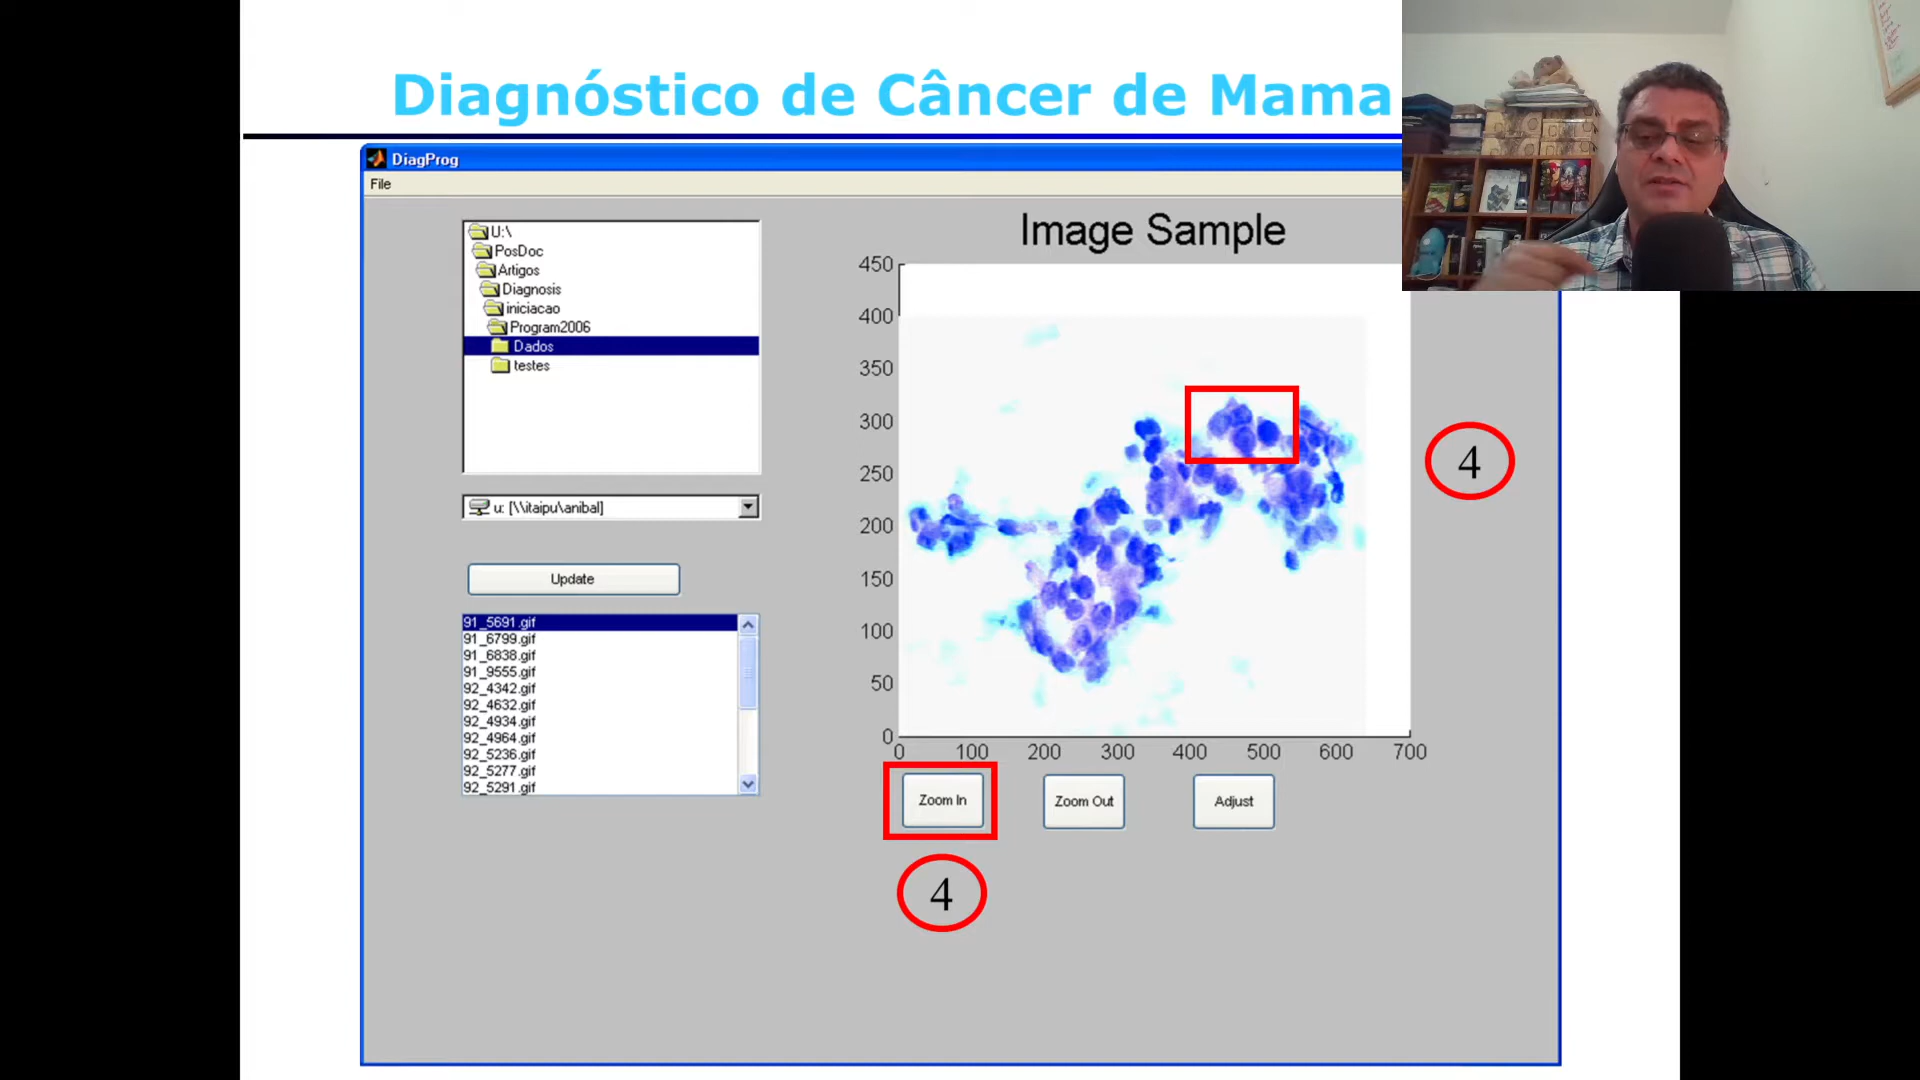 Diagnóstico de Câncer de Mama
DiagProg
File
U:\
PosDoc
Artigos
Diagnosis
iniciacao
Program2006
Dados
testes
u: [\\itaipu\anibal]
Update
91_5691.gif
91_6799.gif
91_6838.gif
91_9555.gif
92_4342.gif
92_4632.gif
92_4934.gif
92_4964.gif
92_5236.gif
92_5277.gif
92_5291.gif
Image Sample
450
400
350
300
250
200
150
100
50
0
0 100 200 300 400 500 600 700
4
Zoom In Zoom Out Adjust
4